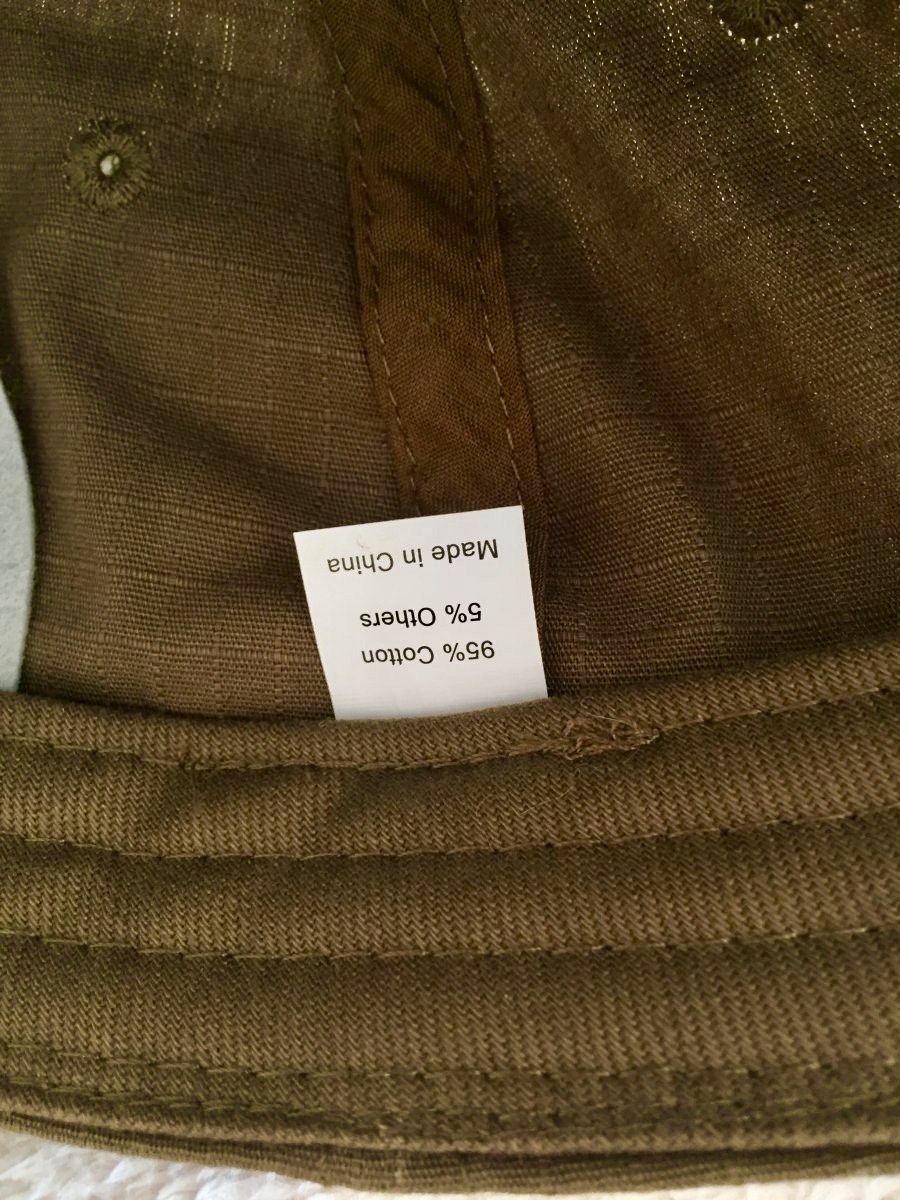 95% Cotton
5% Others
Made in China